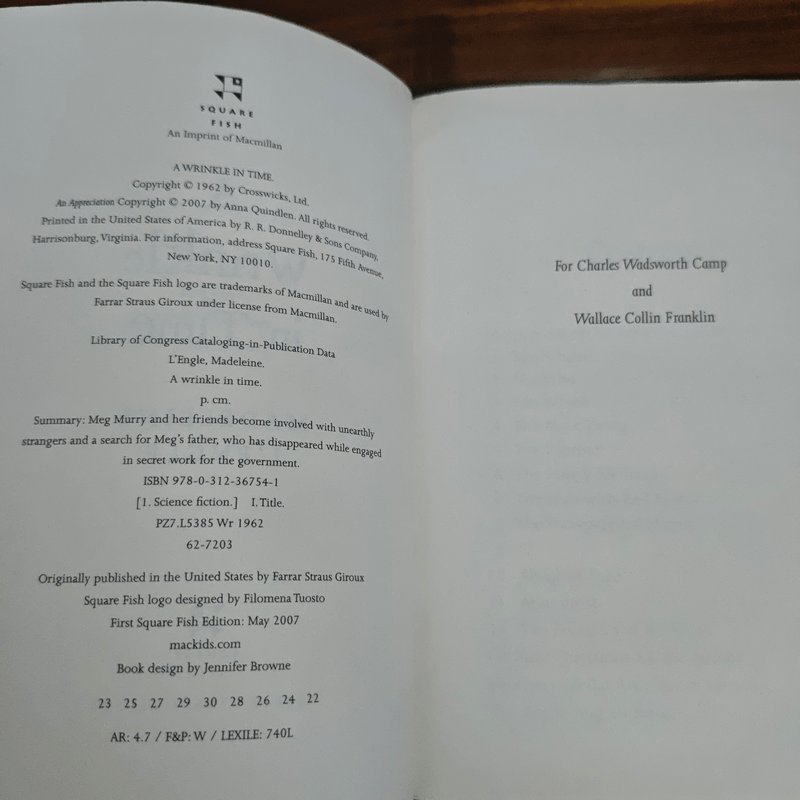 SQUARE
FISH
An Imprint of Macmillan
A WRINKLE IN TIME.
Copyright © 1962 by Crosswicks, Ltd.
An Appreciation Copyright © 2007 by Anna Quindlen. All rights reserved.
Printed in the United States of America by R. R. Donnelley & Sons Company,
Harrisonburg, Virginia. For information, address Square Fish, 175 Fifth Avenue,
New York, NY 10010.
Square Fish and the Square Fish logo are trademarks of Macmillan and are used by
Farrar Straus Giroux under license from Macmillan.
Library of Congress Cataloging-in-Publication Data
L'Engle, Madeleine.
A wrinkle in time.
p. cm.
Summary: Meg Murry and her friends become involved with unearthly
strangers and a search for Meg's father, who has disappeared while engaged
in secret work for the government.
ISBN 978-0-312-36754-1
[1. Science fiction.] I. Title.
PZ7.L5385 Wr 1962
62-7203
Originally published in the United States by Farrar Straus Giroux
Square Fish logo designed by Filomena Tuosto
First Square Fish Edition: May 2007
mackids.com
Book design by Jennifer Browne
23 25 27 29 30 28 26 24 22
AR: 4.7 / F&P: W / LEXILE: 740L
For Charles Wadsworth Camp
and
Wallace Collin Franklin